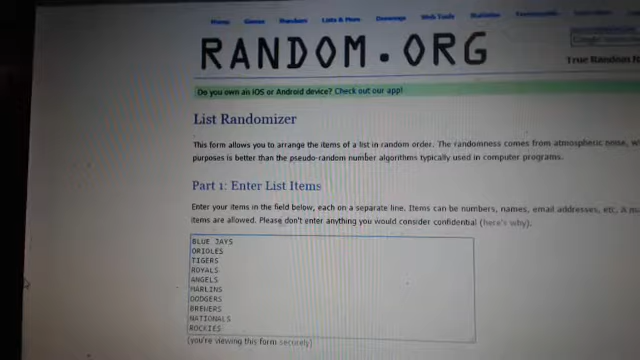 Home Games Numbers Lists & More Drawings Web Tools Statistics Testimonials
RANDOM.ORG
True Random
Do you own an iOS or Android device? Check out our app!
List Randomizer
This form allows you to arrange the items of a list in random order. The randomness comes from atmospheric noise,
purposes is better than the pseudo-random number algorithms typically used in computer programs.
Part 1: Enter List Items
Enter your items in the field below, each on a separate line. Items can be numbers, names, email addresses, etc. A
items are allowed. Please don't enter anything you would consider confidential (here's why).
BLUE JAYS
ORIOLES
TIGERS
ROYALS
ANGELS
MARLINS
DODGERS
BREWERS
NATIONALS
ROCKIES
(you're viewing this form securely)